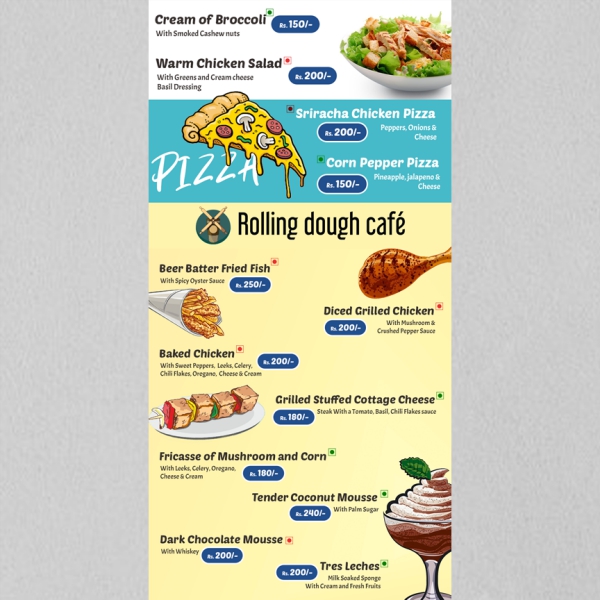 Cream of Broccoli
Rs. 150/-
With Smoked Cashew nuts
Warm Chicken Salad
Rs. 200/-
With Greens and Cream cheese
Basil Dressing
PIZZA
Sriracha Chicken Pizza
Rs. 200/-
Peppers, Onions &
Cheese
Corn Pepper Pizza
Rs. 150/-
Pineapple, Jalapeno &
Cheese
Rolling dough café
Beer Batter Fried Fish
With Spicy Oyster Sauce
Rs. 250/-
Diced Grilled Chicken
Rs. 200/-
With Mushroom &
Crushed Pepper Sauce
Baked Chicken
Rs. 200/-
With Sweet Peppers, Leeks, Celery,
Chili Flakes, Oregano, Cheese & Cream
Grilled Stuffed Cottage Cheese
Rs. 180/-
Steak With a Tomato, Basil, Chili Flakes sauce
Fricasse of Mushroom and Corn
With Leeks, Celery, Oregano,
Cheese & Cream
Rs. 180/-
Tender Coconut Mousse
Rs. 240/-
With Palm Sugar
Dark Chocolate Mousse
With Whiskey
Rs. 200/-
Tres Leches
Rs. 200/-
Milk Soaked Sponge
With Cream and Fresh Fruits